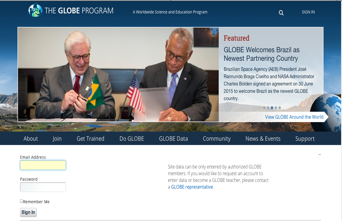 THE GLOBE PROGRAM
A Worldwide Science and Education Program
SIGN IN
Featured
GLOBE Welcomes Brazil as
Newest Partnering Country
Brazilian Space Agency (AEB) President José
Raimundo Braga Coelho and NASA Administrator
Charles Bolden signed an agreement on 30 June
2015 to welcome Brazil as the newest GLOBE
country.
View GLOBE Around the World
About Join Get Trained Do GLOBE GLOBE Data Community News & Events Support
Email Address
Password
Remember Me
Sign In
Site data can be only entered by authorized GLOBE
members. If you would like to request an account to
enter data or become a GLOBE teacher, please contact
a GLOBE representative